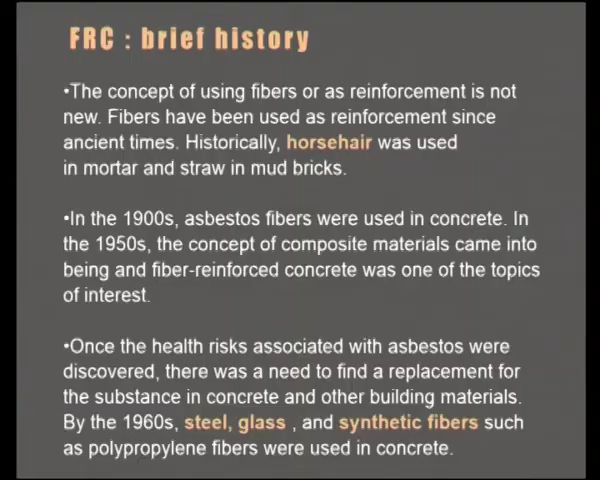 FRC : brief history
•The concept of using fibers or as reinforcement is not
new. Fibers have been used as reinforcement since
ancient times. Historically, horsehair was used
in mortar and straw in mud bricks.
•In the 1900s, asbestos fibers were used in concrete. In
the 1950s, the concept of composite materials came into
being and fiber-reinforced concrete was one of the topics
of interest.
•Once the health risks associated with asbestos were
discovered, there was a need to find a replacement for
the substance in concrete and other building materials.
By the 1960s, steel, glass , and synthetic fibers such
as polypropylene fibers were used in concrete.